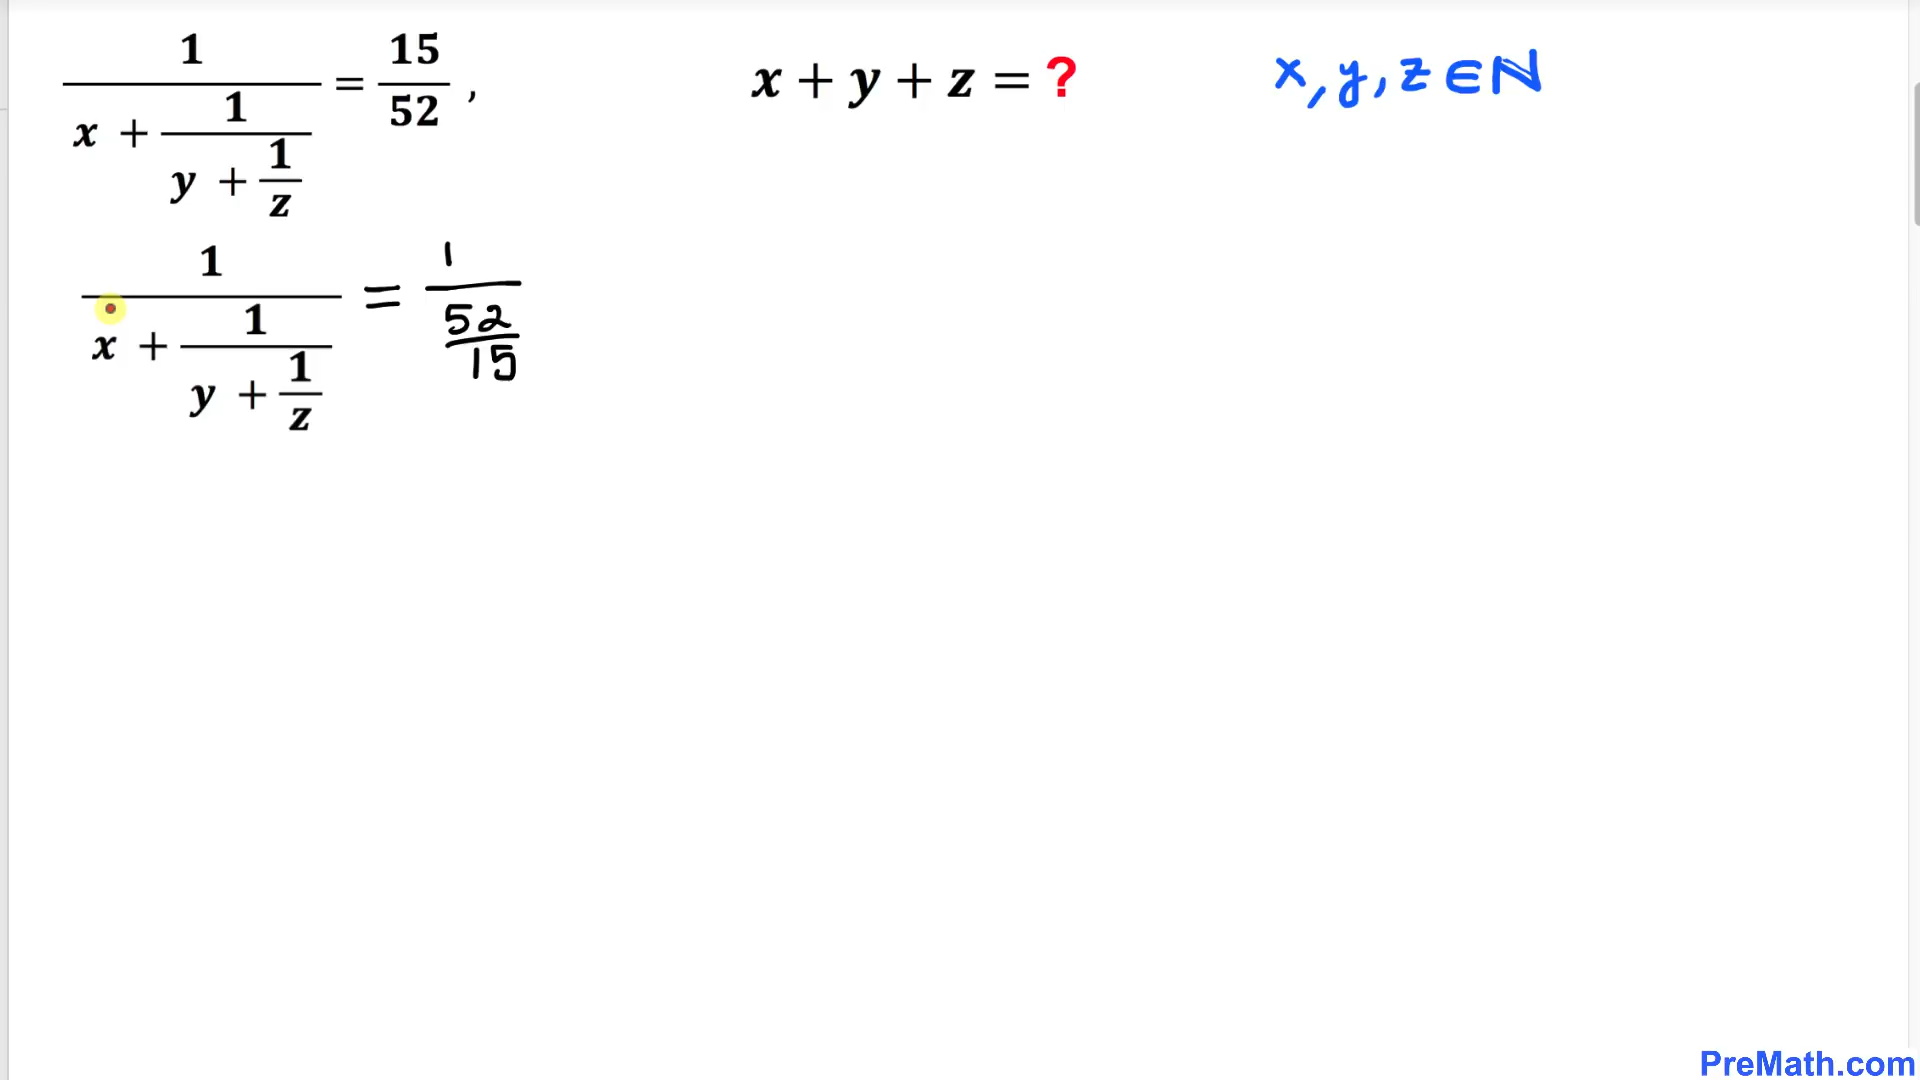 1/(x + 1/(y + 1/z)) = 15/52 ,
x + y + z = ?
x, y, z ∈ ℕ
1/(x + 1/(y + 1/z)) = 1/(52/15)
PreMath.com